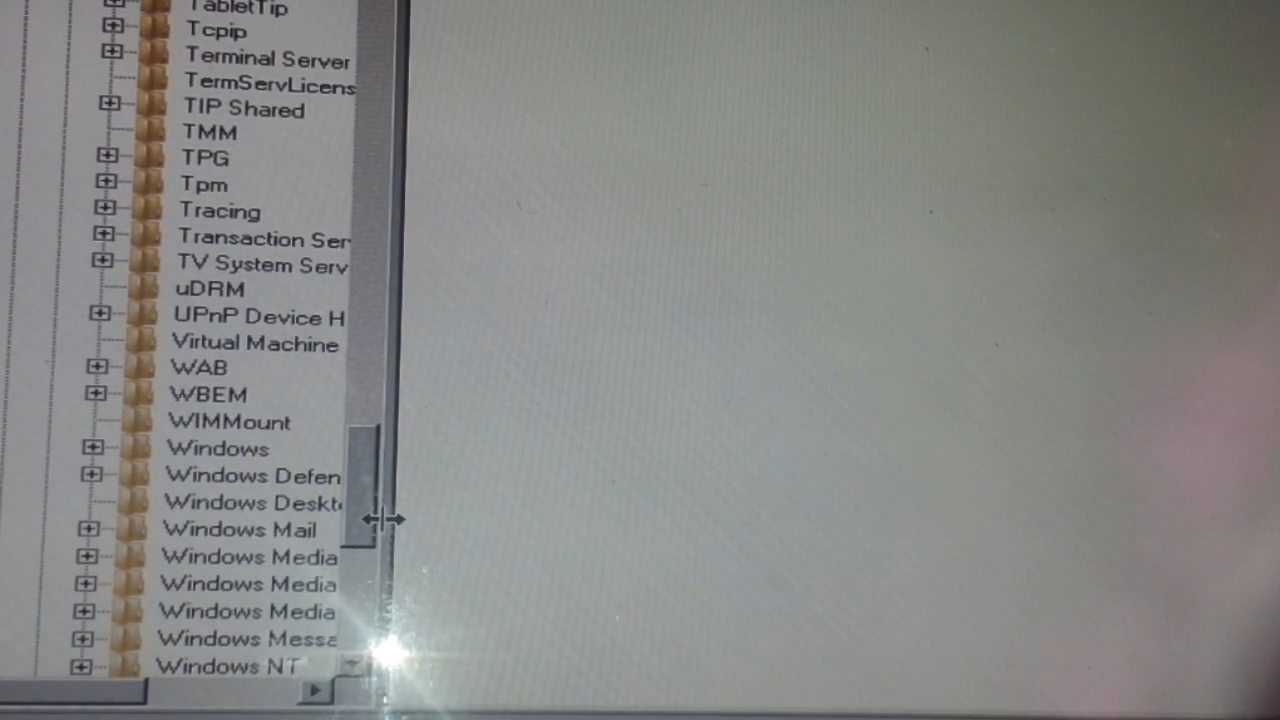 TabletTip
Tcpip
Terminal Server
TermServLicens
TIP Shared
TMM
TPG
Tpm
Tracing
Transaction Ser
TV System Serv
uDRM
UPnP Device H
Virtual Machine
WAB
WBEM
WIMMount
Windows
Windows Defen
Windows Deskt
Windows Mail
Windows Media
Windows Media
Windows Media
Windows Messa
Windows NT